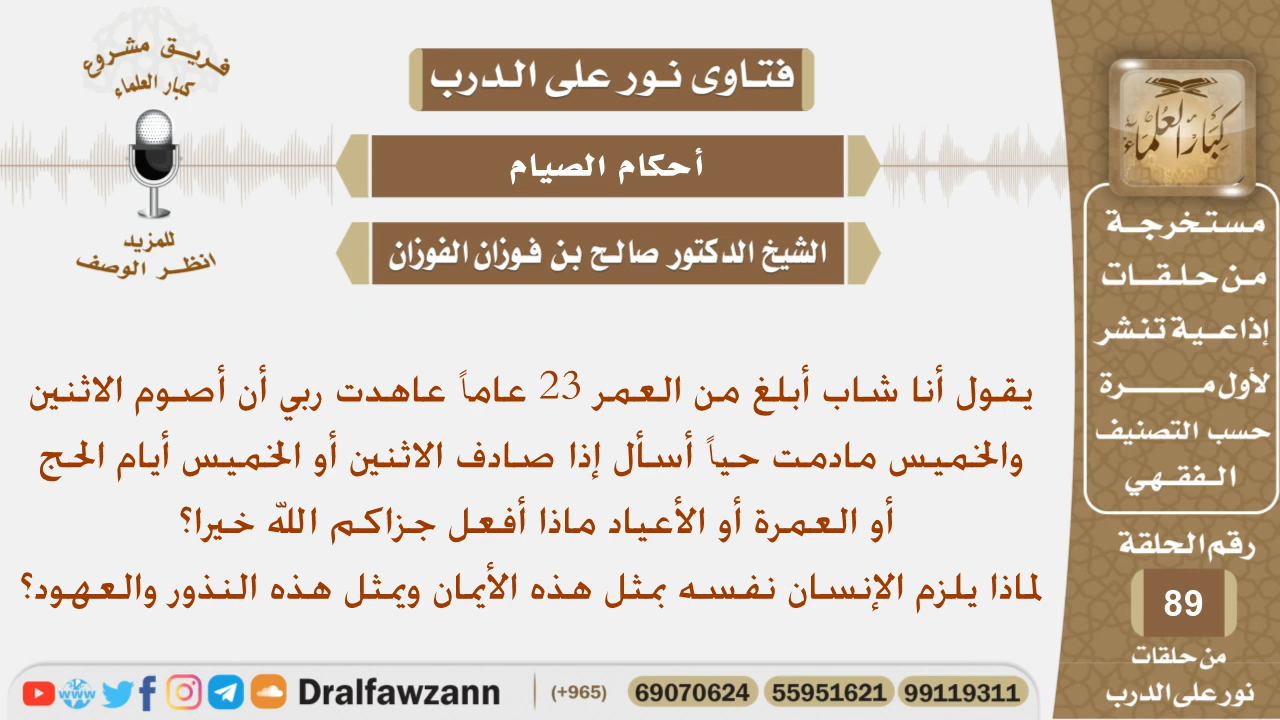 فريق مشروع
كبار العلماء
للمزيد
انظر الوصف
فتاوى نور على الدرب
أحكام الصيام
الشيخ الدكتور صالح بن فوزان الفوزان
يقول أنا شاب أبلغ من العمر 23 عاماً عاهدت ربي أن أصوم الاثنين
والخميس مادمت حياً أسأل إذا صادف الاثنين أو الخميس أيام الحج
أو العمرة أو الأعياد ماذا أفعل جزاكم الله خيرا؟
لماذا يلزم الإنسان نفسه بمثل هذه الأيمان وبمثل هذه النذور والعهود؟
كبار العلماء
مستخرجة
من حلقات
إذاعية تنشر
لأول مرة
حسب التصنيف
الفقهي
رقم الحلقة
89
من حلقات
نور على الدرب
Dralfawzann (+965) 69070624 55951621 99119311